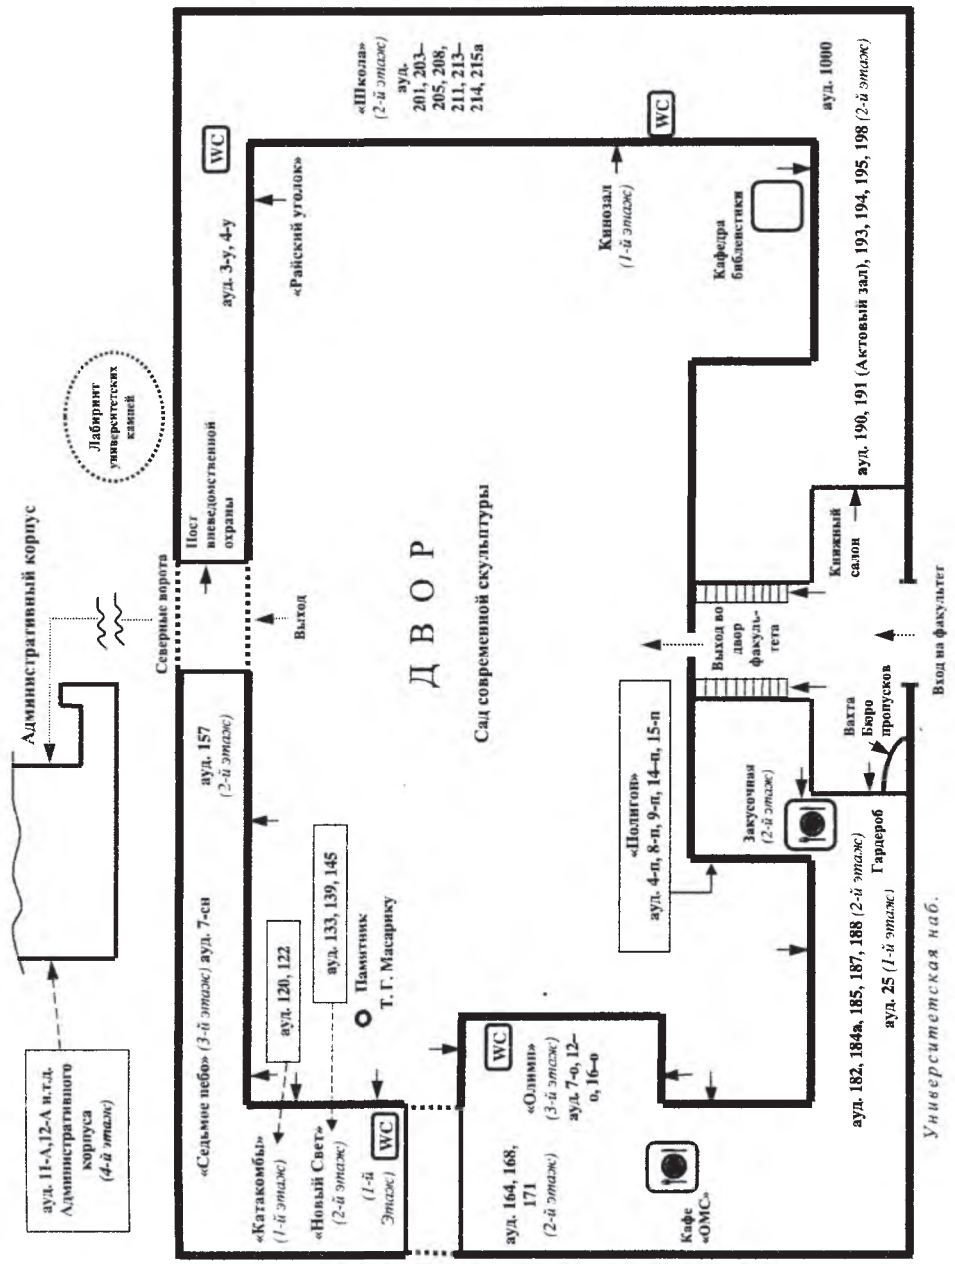 ауд. 11-А,12-А и.т.д.
Административного
корпуса
(4-й этаж)
Административный корпус
Северные ворота
Лабиринт
университетских
камней
«Седьмое небо» (3-й этаж) ауд. 7-сн
ауд. 157
(2-й этаж)
Пост
вневедомственной
охраны
ауд. 3-у, 4-у
WC
«Катакомбы»
(1-й этаж)
ауд. 120, 122
«Новый Свет»
(2-й этаж)
ауд. 133, 139, 145
(1-й
Этаж)
WC
Памятник
Т. Г. Масарику
Выход
«Райский уголок»
«Школа»
(2-й этаж)
ауд.
201, 203–
205, 208,
211, 213–
214, 215а
ДВОР
Сад современной скульптуры
ауд. 164, 168,
171
(2-й этаж)
WC
«Олимп»
(3-й этаж)
ауд. 7-о, 12–
о, 16–о
Кафе
«ОМС»
«Полигон»
ауд. 4-п, 8-п, 9-п, 14–п, 15-п
Кинозал
(1-й этаж)
WC
Кафедра
библеистики
Закусочная
(2-й этаж)
Выход во
двор
факуль-
тета
Книжный
салон
ауд. 1000
Вахта
Бюро
пропусков
Гардероб
ауд. 182, 184а, 185, 187, 188 (2-й этаж)
ауд. 25 (1-й этаж)
ауд. 190, 191 (Актовый зал), 193, 194, 195, 198 (2-й этаж)
Университетская наб.
Вход на факультет